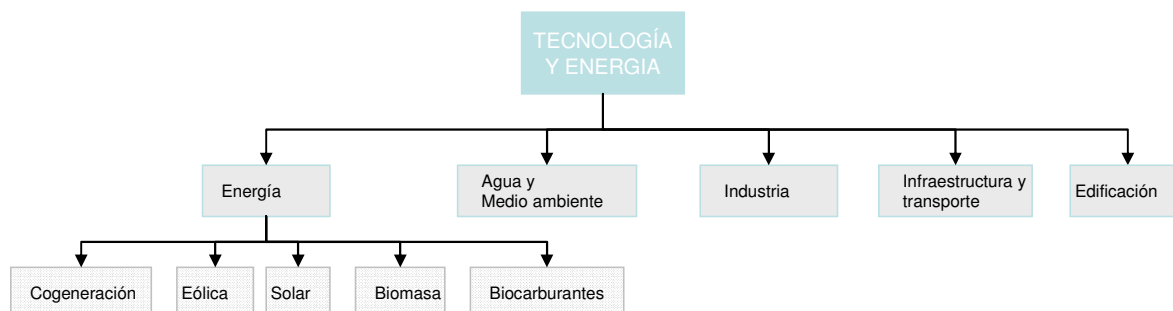 TECNOLOGÍA
Y ENERGIA
Energía
Agua y
Medio ambiente
Industria
Infraestructura y
transporte
Edificación
Cogeneración
Eólica
Solar
Biomasa
Biocarburantes